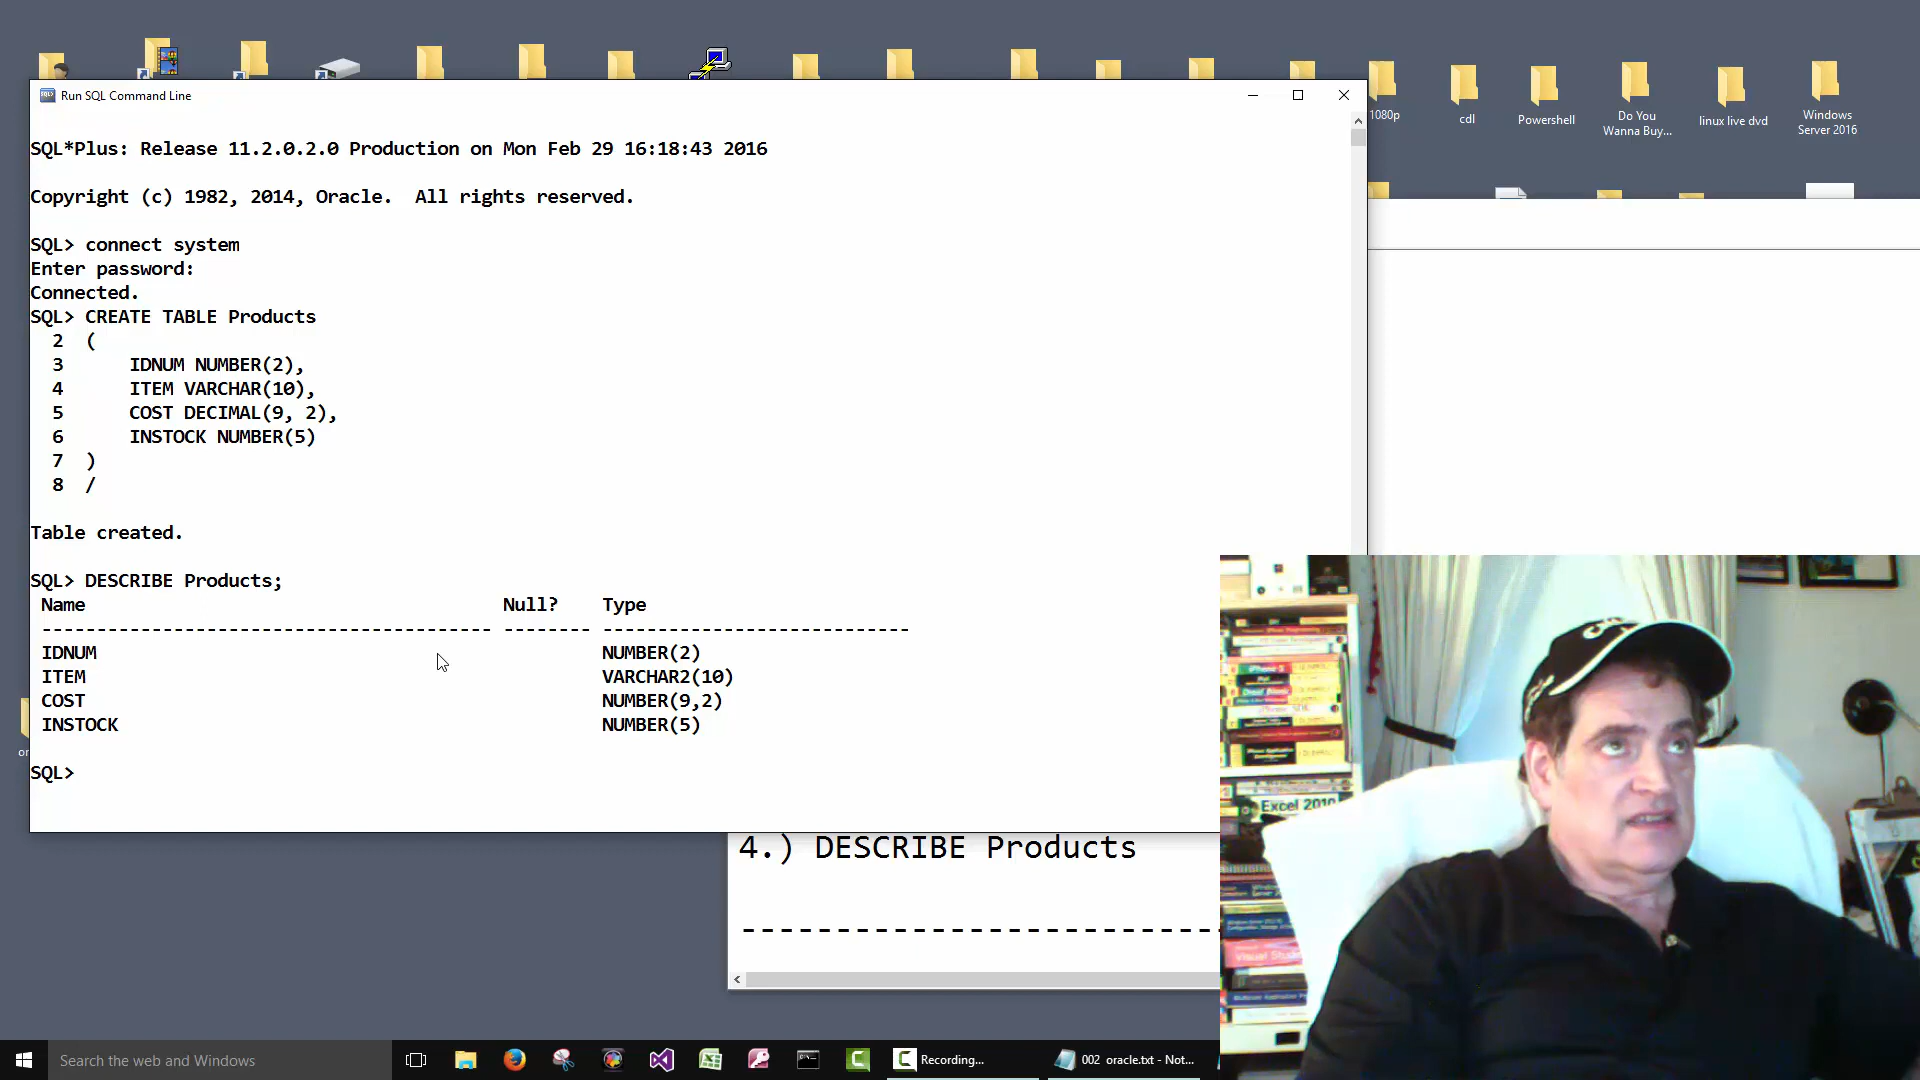 1080p
cdl
Powershell
Do You
Wanna Buy...
linux live dvd
Windows
Server 2016
Run SQL Command Line
SQL*Plus: Release 11.2.0.2.0 Production on Mon Feb 29 16:18:43 2016
Copyright (c) 1982, 2014, Oracle.  All rights reserved.
SQL> connect system
Enter password:
Connected.
SQL> CREATE TABLE Products
2  (
3      IDNUM NUMBER(2),
4      ITEM VARCHAR(10),
5      COST DECIMAL(9, 2),
6      INSTOCK NUMBER(5)
7  )
8  /
Table created.
SQL> DESCRIBE Products;
Name Null? Type
----------------------------------------- -------- ----------------------------
IDNUM NUMBER(2)
ITEM VARCHAR2(10)
COST NUMBER(9,2)
INSTOCK NUMBER(5)
SQL>
4.) DESCRIBE Products
--------------------------
Excel 2010
Search the web and Windows
Recording...
002 oracle.txt - Not...